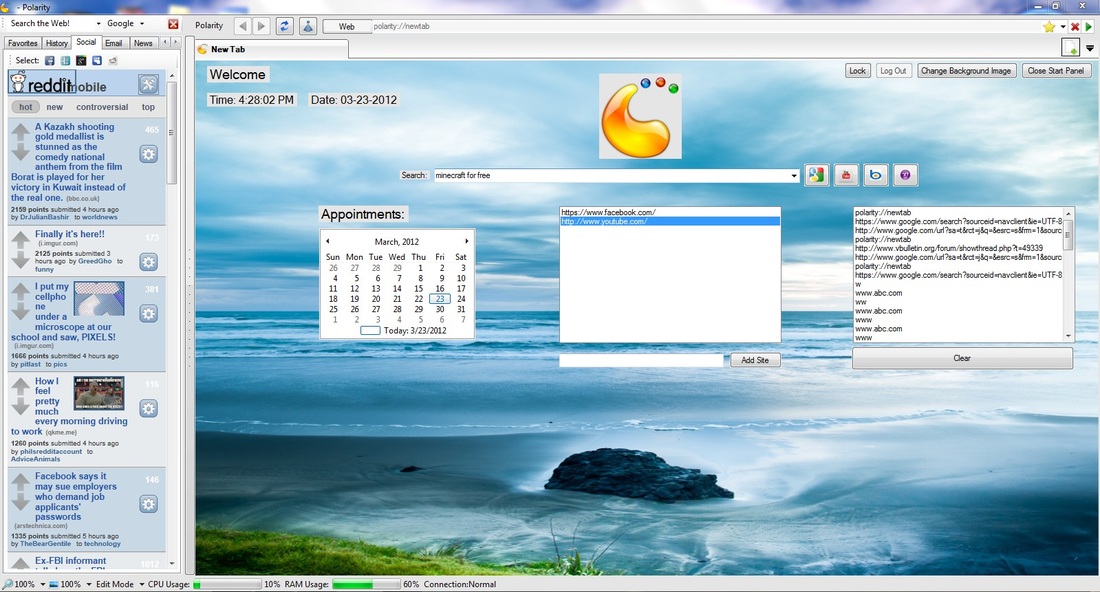 - Polarity
Search the Web! Google
Polarity Web polarity://newtab
Favorites History Social Email News
New Tab
Select:
reddit mobile
hot new controversial top
A Kazakh shooting
gold medallist is
stunned as the
comedy national
anthem from the film
Borat is played for her
victory in Kuwait instead of
the real one. (bbc.co.uk)
465
2159 points submitted 4 hours ago
by DrJulianBashir to worldnews
Finally it's here!!
(i.imgur.com)
173
2125 points submitted 3
hours ago by GreedGho to
funny
I put my
cellpho
ne
under a
microscope at our
school and saw, PIXELS!
(i.imgur.com)
381
1666 points submitted 4 hours ago
by pitlast to pics
How I
feel
pretty
much
every morning driving
to work (qkme.me)
116
1260 points submitted 4 hours ago
by philsredditaccount to
AdviceAnimals
Facebook says it
may sue employers
who demand job
applicants'
passwords
(arstechnica.com)
146
1335 points submitted 5 hours ago
by TheBearGentile to technology
Ex-FBI informant
1012
Welcome
Time: 4:28:02 PM Date: 03-23-2012
Lock Log Out Change Background Image Close Start Panel
Search: minecraft for free
Appointments:
March, 2012
Sun Mon Tue Wed Thu Fri Sat
26 27 28 29 1 2 3
4 5 6 7 8 9 10
11 12 13 14 15 16 17
18 19 20 21 22 23 24
25 26 27 28 29 30 31
1 2 3 4 5 6 7
Today: 3/23/2012
https://www.facebook.com/
http://www.youtube.com/
Add Site
polarity://newtab
https://www.google.com/search?sourceid=navclient&ie=UTF-8
http://www.google.com/url?sa=t&rct=j&q=&esrc=s&frm=1&sourc
polarity://newtab
http://www.vbulletin.org/forum/showthread.php?t=49339
http://www.google.com/url?sa=t&rct=j&q=&esrc=s&frm=1&sourc
polarity://newtab
https://www.google.com/search?sourceid=navclient&ie=UTF-8
w
www.abc.com
ww
www.abc.com
www
www.abc.com
www
Clear
100% 100% Edit Mode CPU Usage: 10% RAM Usage: 60% Connection:Normal